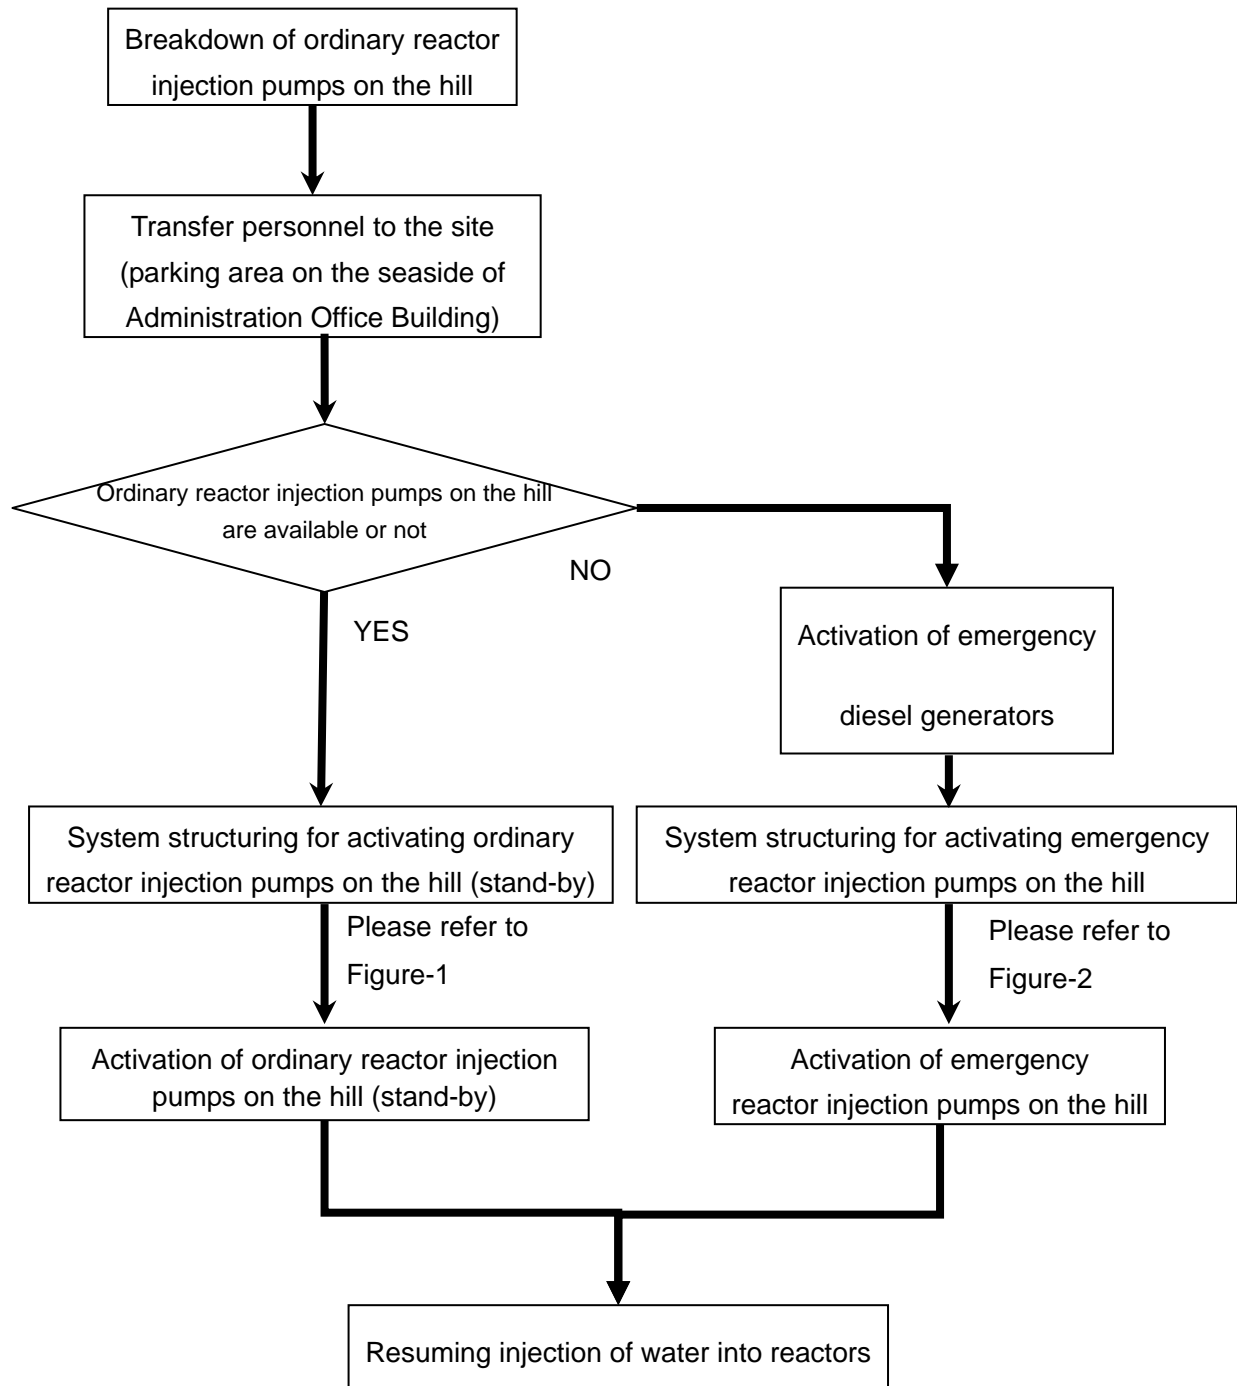 Breakdown of ordinary reactor
injection pumps on the hill
Transfer personnel to the site
(parking area on the seaside of
Administration Office Building)
Ordinary reactor injection pumps on the hill
are available or not
NO
YES
Activation of emergency
diesel generators
System structuring for activating ordinary
reactor injection pumps on the hill (stand-by)
System structuring for activating emergency
reactor injection pumps on the hill
Please refer to
Figure-1
Please refer to
Figure-2
Activation of ordinary reactor injection
pumps on the hill (stand-by)
Activation of emergency
reactor injection pumps on the hill
Resuming injection of water into reactors